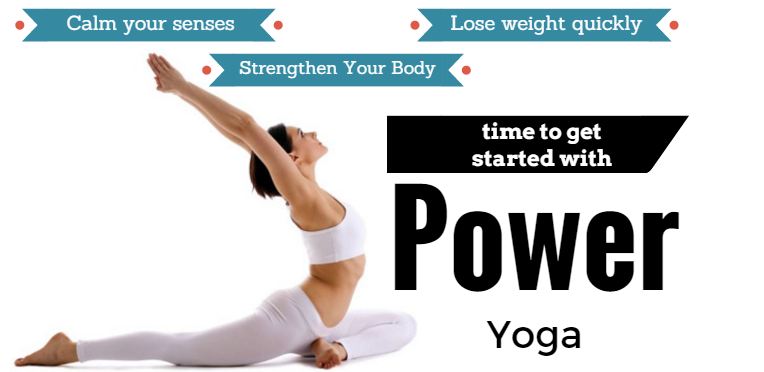 Calm your senses
Lose weight quickly
Strengthen Your Body
time to get
started with
Power
Yoga